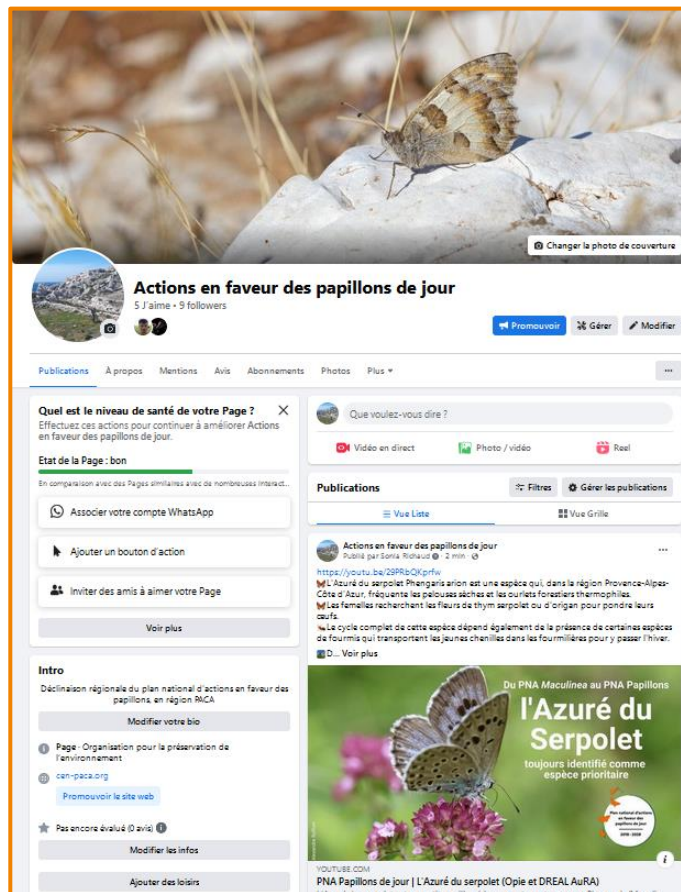 Changer la photo de couverture
Actions en faveur des papillons de jour
5 J'aime • 9 followers
Promouvoir
Gérer
Modifier
Publications À propos Mentions Avis Abonnements Photos Plus
Quel est le niveau de santé de votre Page ?
Effectuez ces actions pour continuer à améliorer Actions
en faveur des papillons de jour.
Etat de la Page : bon
En comparaison avec des Pages similaires avec de nombreuses interact...
Associer votre compte WhatsApp
Ajouter un bouton d'action
Inviter des amis à aimer votre Page
Voir plus
Intro
Déclinaison régionale du plan national d'actions en faveur des
papillons, en région PACA
Modifier votre bio
Page · Organisation pour la préservation de
l'environnement
cen-paca.org
Promouvoir le site web
Pas encore évalué (0 avis)
Modifier les infos
Ajouter des loisirs
Que voulez-vous dire ?
Vidéo en direct
Photo / vidéo
Reel
Publications
Filtres
Gérer les publications
Vue Liste
Vue Grille
Actions en faveur des papillons de jour
Publié par Sonia Richaud · 2 min ·
https://youtu.be/29PRbQKprfw
L'Azuré du serpolet Phengaris arion est une espèce qui, dans la région Provence-Alpes-
Côte d'Azur, fréquente les pelouses sèches et les ourlets forestiers thermophiles.
Les femelles recherchent les fleurs de thym serpolet ou d'origan pour pondre leurs
œufs.
Le cycle complet de cette espèce dépend également de la présence de certaines espèces
de fourmis qui transportent les jeunes chenilles dans les fourmilières pour y passer l'hiver.
D... Voir plus
Du PNA Maculinea au PNA Papillons
l'Azuré du
Serpolet
toujours identifié comme
espèce prioritaire
Plan national d'actions
en faveur des
papillons de jour
YOUTUBE.COM
PNA Papillons de jour | L'Azuré du serpolet (Opie et DREAL AuRA)